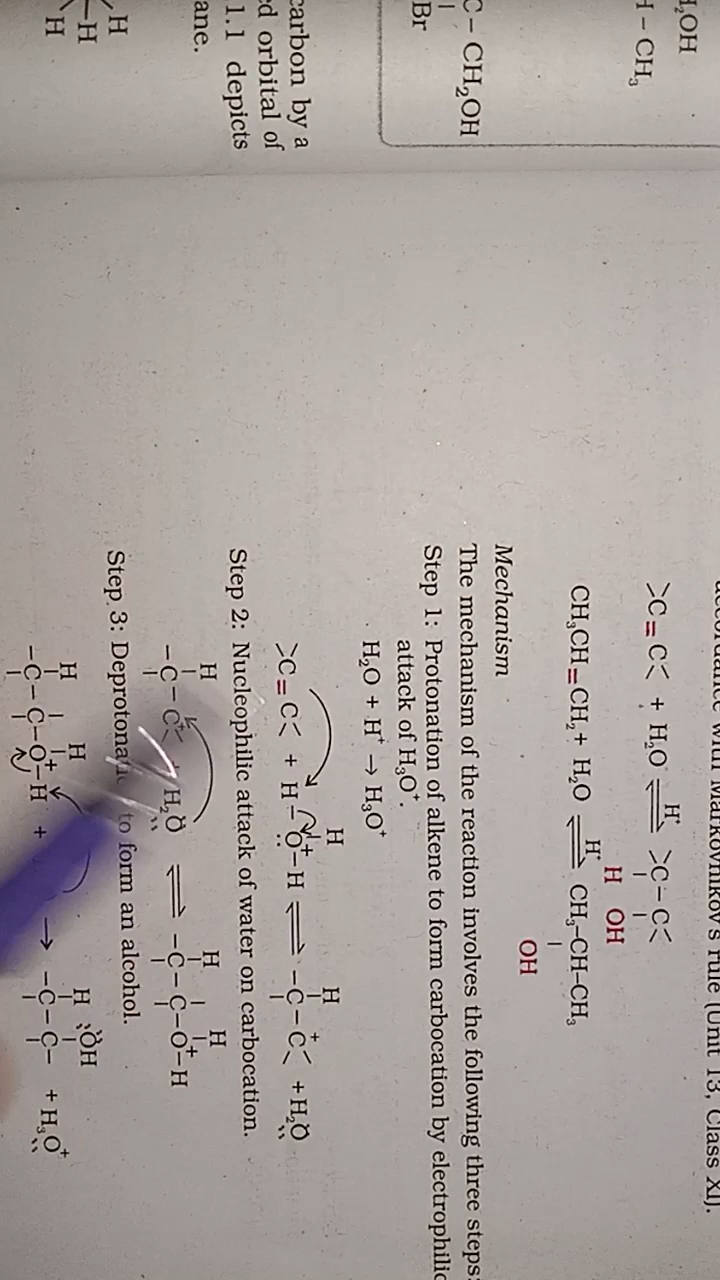 H₂OH
H – CH₃
C – CH₂OH
Br
carbon by a
ed orbital of
1.1 depicts
ane.
H
–H
H
accordance with Markovnikov's rule (Unit 13, Class XI).
>C=C< + H₂O ⇌ >C–C<
H⁺
H OH
CH₃CH=CH₂ + H₂O ⇌ CH₃–CH–CH₃
H⁺
OH
Mechanism
The mechanism of the reaction involves the following three steps:
Step 1: Protonation of alkene to form carbocation by electrophilic
attack of H₃O⁺.
H₂O + H⁺ → H₃O⁺
H H
>C=C< + H–O⁺–H ⇌ –C–C⁺< + H₂O
Step 2: Nucleophilic attack of water on carbocation.
H H H
–C–C⁺< + H₂O ⇌ –C–C–O⁺–H
Step 3: to form an alcohol.
H H H OH
–C–C–O⁺–H + → –C–C– + H₃O⁺